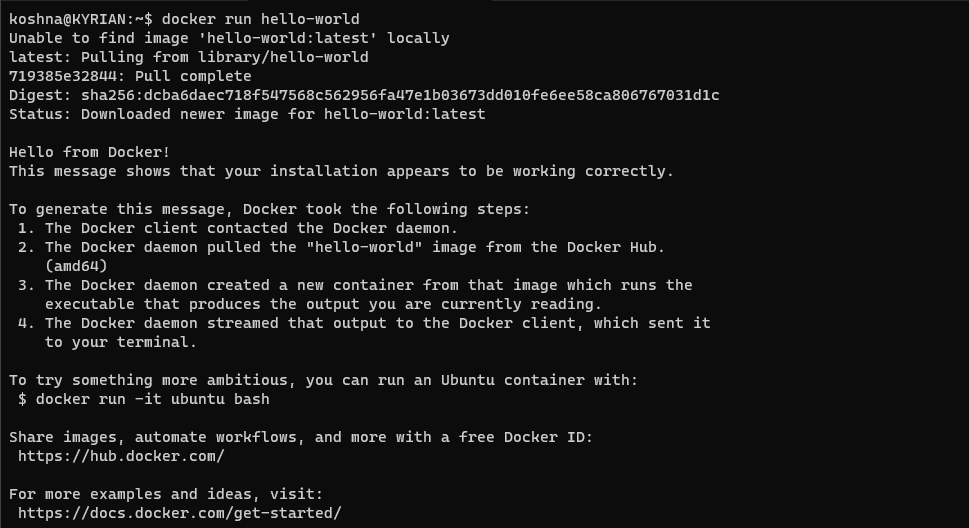 koshna@KYRIAN:~$ docker run hello-world
Unable to find image 'hello-world:latest' locally
latest: Pulling from library/hello-world
719385e32844: Pull complete
Digest: sha256:dcba6daec718f547568c562956fa47e1b03673dd010fe6ee58ca806767031d1c
Status: Downloaded newer image for hello-world:latest

Hello from Docker!
This message shows that your installation appears to be working correctly.

To generate this message, Docker took the following steps:
 1. The Docker client contacted the Docker daemon.
 2. The Docker daemon pulled the "hello-world" image from the Docker Hub.
    (amd64)
 3. The Docker daemon created a new container from that image which runs the
    executable that produces the output you are currently reading.
 4. The Docker daemon streamed that output to the Docker client, which sent it
    to your terminal.

To try something more ambitious, you can run an Ubuntu container with:
 $ docker run -it ubuntu bash

Share images, automate workflows, and more with a free Docker ID:
 https://hub.docker.com/

For more examples and ideas, visit:
 https://docs.docker.com/get-started/